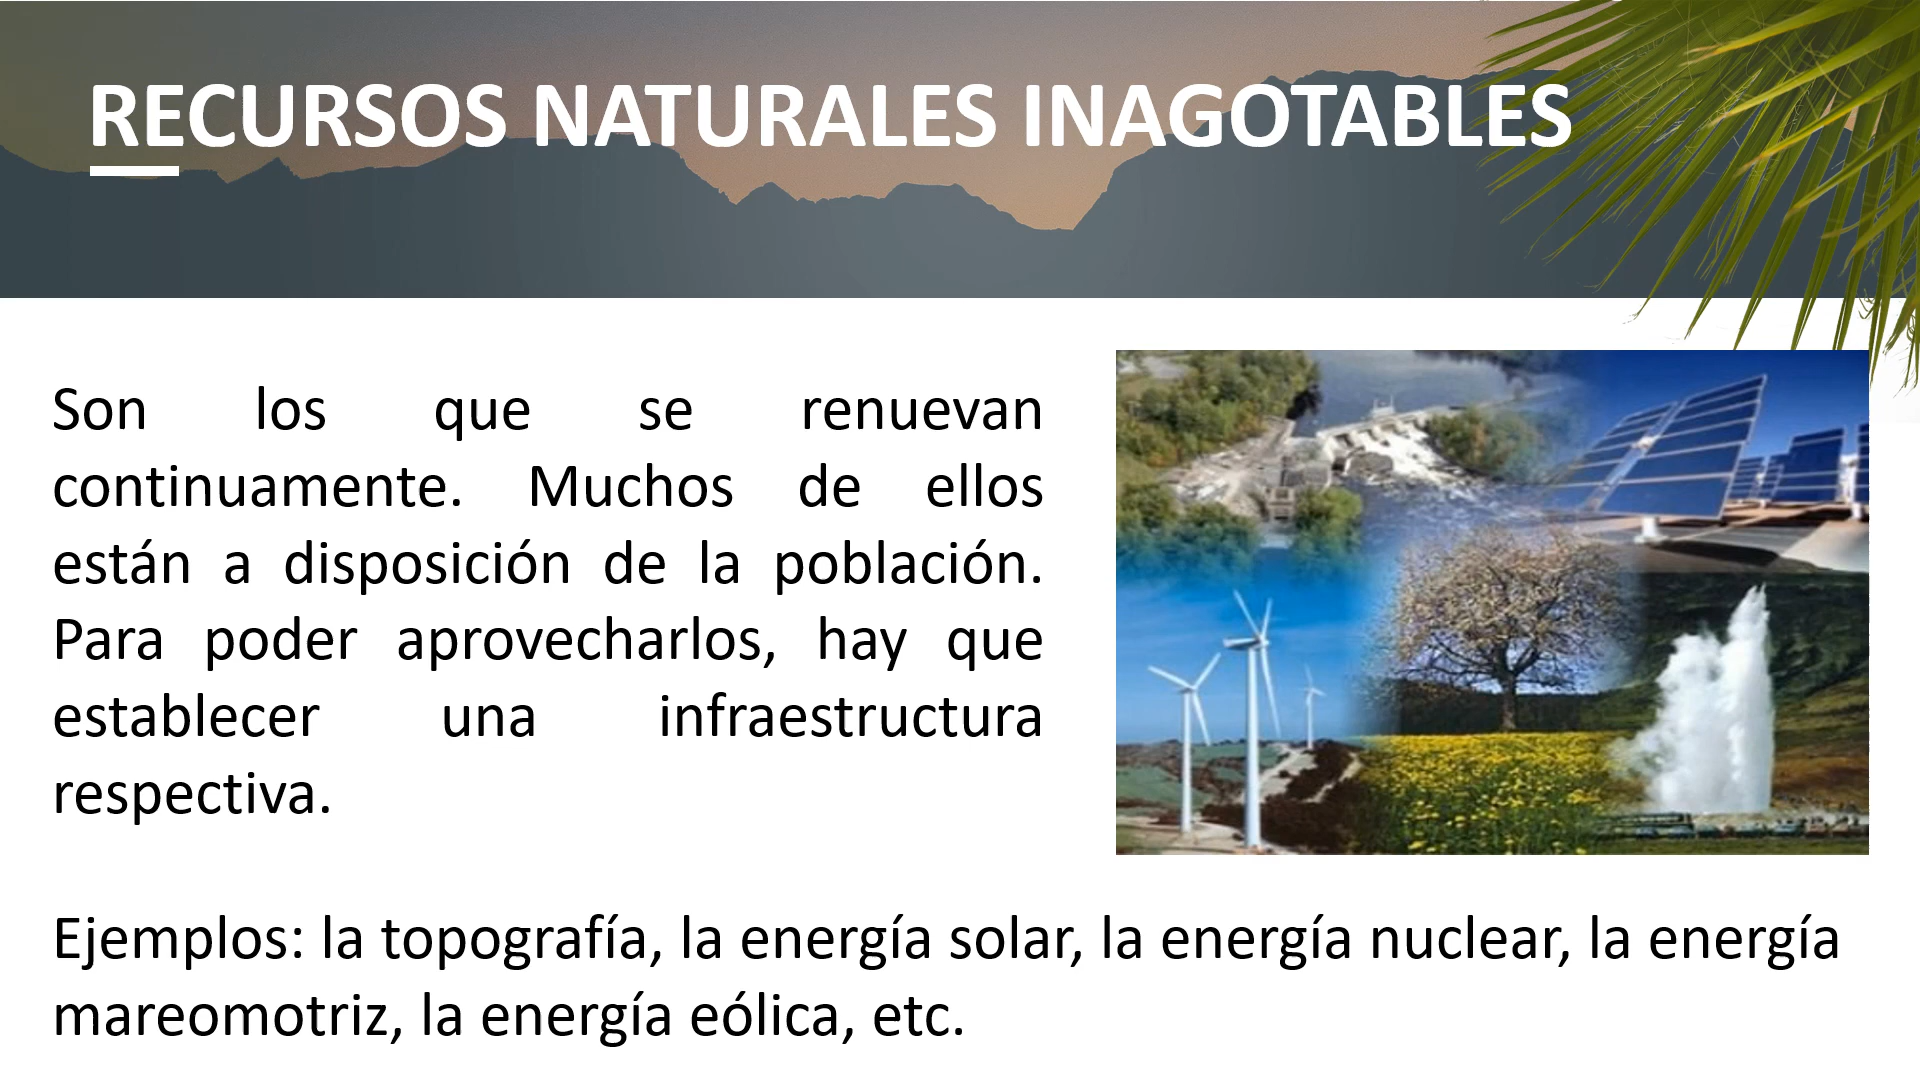 RECURSOS NATURALES INAGOTABLES
Son los que se renuevan
continuamente. Muchos de ellos
están a disposición de la población.
Para poder aprovecharlos, hay que
establecer una infraestructura
respectiva.
Ejemplos: la topografía, la energía solar, la energía nuclear, la energía
mareomotriz, la energía eólica, etc.